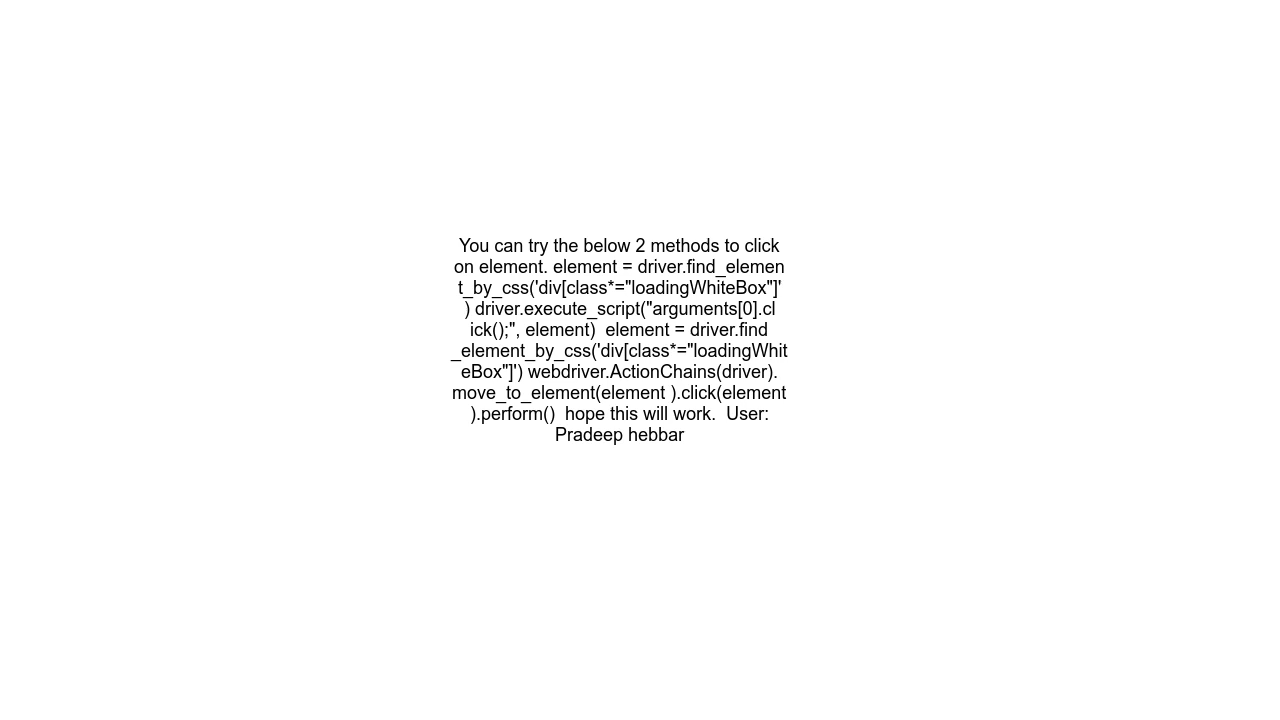 You can try the below 2 methods to click
on element. element = driver.find_elemen
t_by_css('div[class*="loadingWhiteBox"]'
) driver.execute_script("arguments[0].cl
ick();", element)  element = driver.find
_element_by_css('div[class*="loadingWhit
eBox"]') webdriver.ActionChains(driver).
move_to_element(element ).click(element
).perform()  hope this will work.  User:
Pradeep hebbar